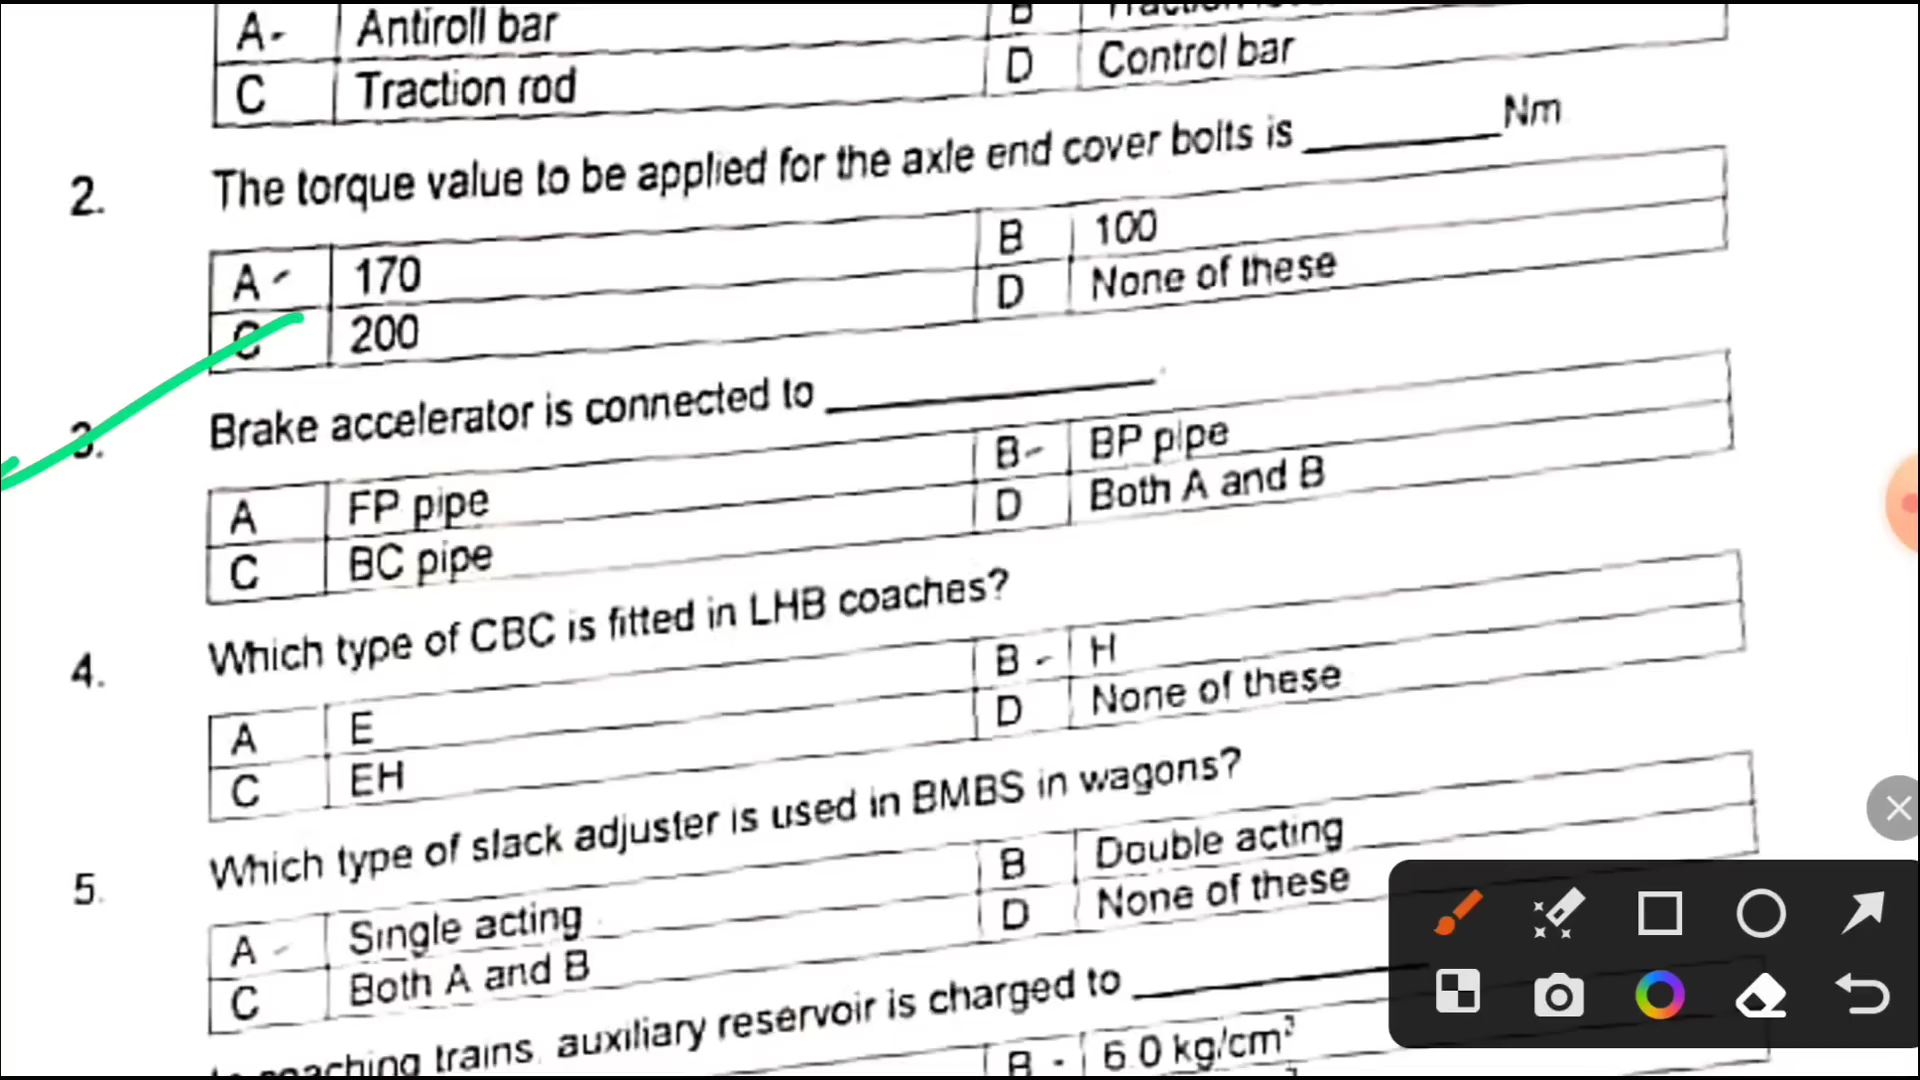 A- Antiroll bar B
C Traction rod D Control bar
2. The torque value to be applied for the axle end cover bolts is ________ Nm
A - 170 B 100
C 200 D None of these
3. Brake accelerator is connected to ________
A FP pipe B- BP pipe
C BC pipe D Both A and B
4. Which type of CBC is fitted in LHB coaches?
A E B - H
C EH D None of these
5. Which type of slack adjuster is used in BMBS in wagons?
A - Single acting B Double acting
C Both A and B D None of these
trains, auxiliary reservoir is charged to ________
B - 6.0 kg/cm²